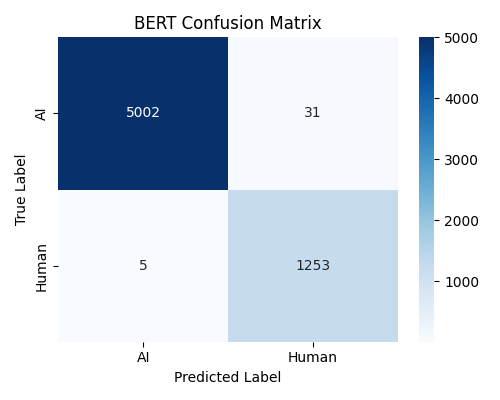 BERT Confusion Matrix
True Label
AI
5002
31
Human
5
1253
AI
Human
Predicted Label
5000
4000
3000
2000
1000